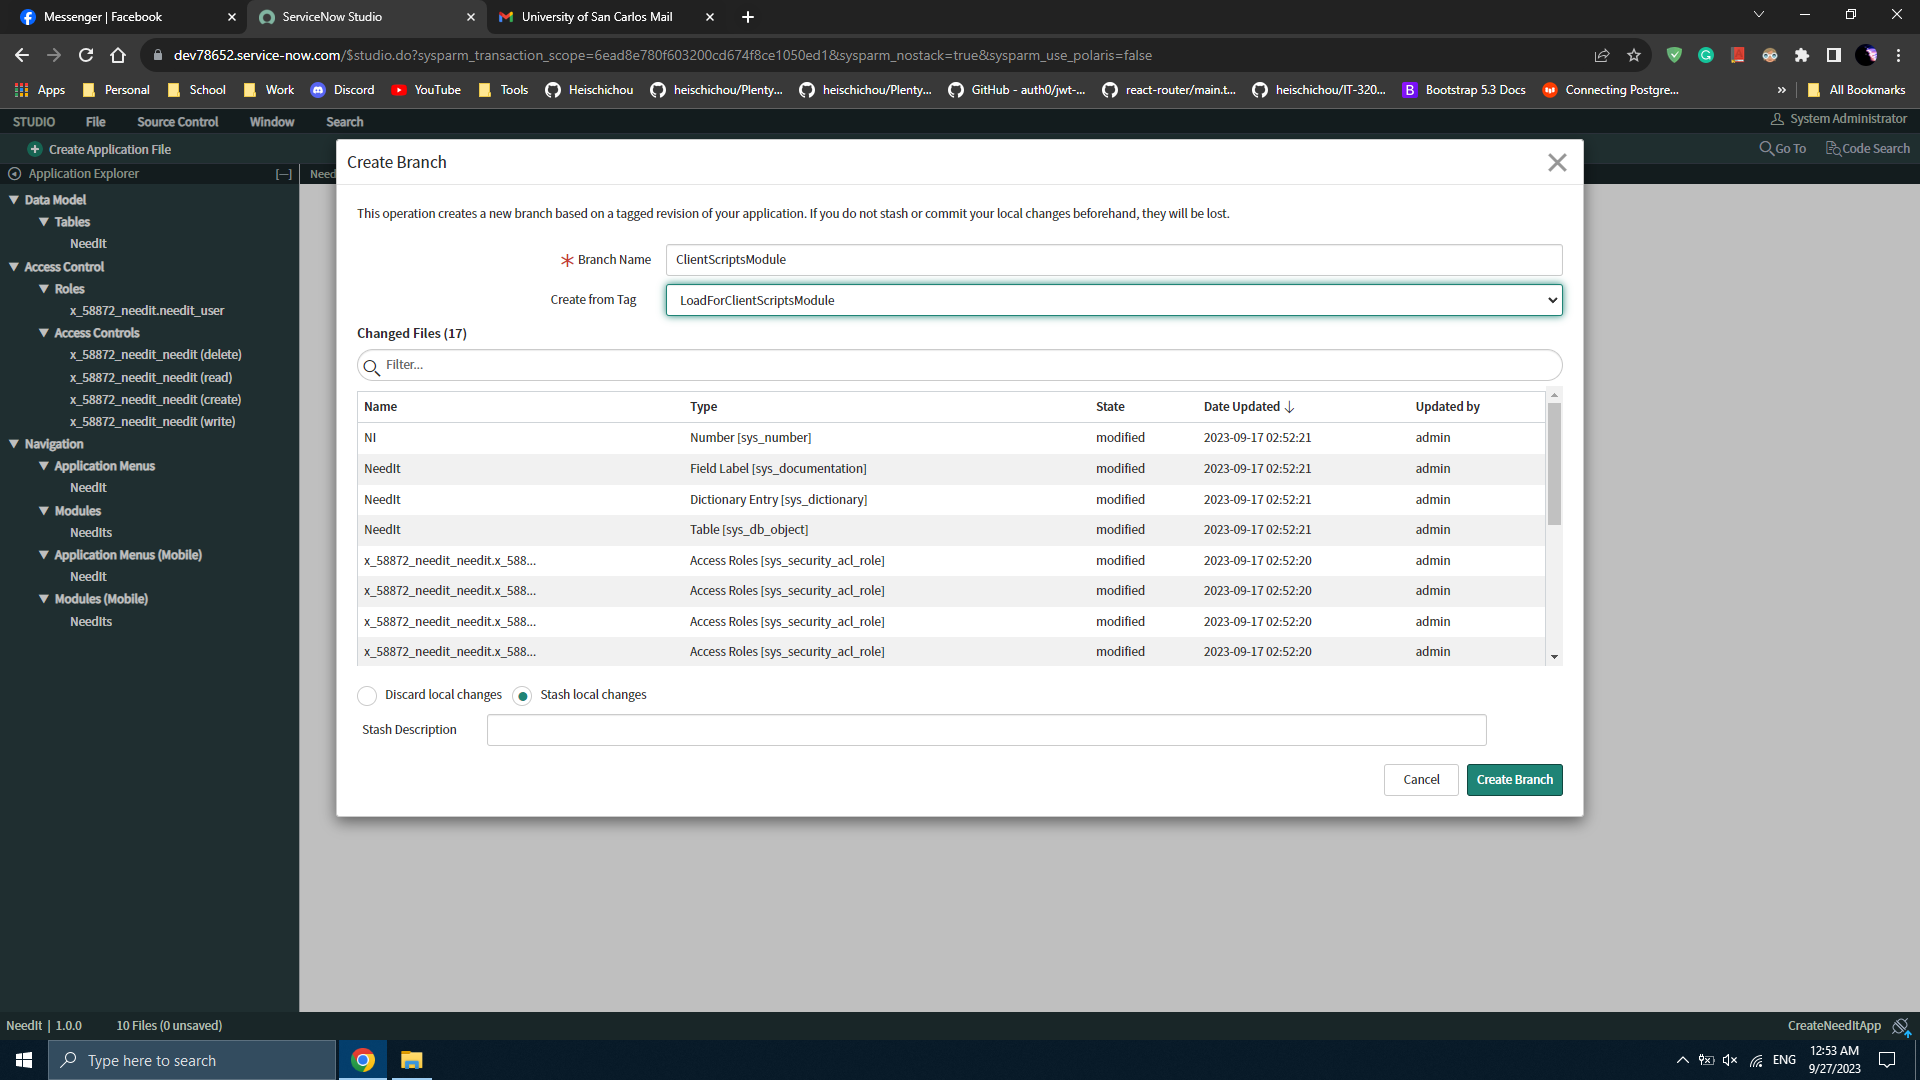 Messenger | Facebook
ServiceNow Studio
University of San Carlos Mail
dev78652.service-now.com/$studio.do?sysparm_transaction_scope=6ead8e780f603200cd674f8ce1050ed1&sysparm_nostack=true&sysparm_use_polaris=false
Apps Personal School Work Discord YouTube Tools Heischichou heischichou/Plenty... heischichou/Plenty... GitHub - auth0/jwt-... react-router/main.t... heischichou/IT-320... Bootstrap 5.3 Docs Connecting Postgre... » All Bookmarks
STUDIO File Source Control Window Search System Administrator
Create Application File Go To Code Search
Application Explorer [—] Need
Data Model
Tables
NeedIt
Access Control
Roles
x_58872_needit.needit_user
Access Controls
x_58872_needit_needit (delete)
x_58872_needit_needit (read)
x_58872_needit_needit (create)
x_58872_needit_needit (write)
Navigation
Application Menus
NeedIt
Modules
NeedIts
Application Menus (Mobile)
NeedIt
Modules (Mobile)
NeedIts
Create Branch
This operation creates a new branch based on a tagged revision of your application. If you do not stash or commit your local changes beforehand, they will be lost.
Branch Name ClientScriptsModule
Create from Tag LoadForClientScriptsModule
Changed Files (17)
Filter...
Name Type State Date Updated Updated by
NI Number [sys_number] modified 2023-09-17 02:52:21 admin
NeedIt Field Label [sys_documentation] modified 2023-09-17 02:52:21 admin
NeedIt Dictionary Entry [sys_dictionary] modified 2023-09-17 02:52:21 admin
NeedIt Table [sys_db_object] modified 2023-09-17 02:52:21 admin
x_58872_needit_needit.x_588... Access Roles [sys_security_acl_role] modified 2023-09-17 02:52:20 admin
x_58872_needit_needit.x_588... Access Roles [sys_security_acl_role] modified 2023-09-17 02:52:20 admin
x_58872_needit_needit.x_588... Access Roles [sys_security_acl_role] modified 2023-09-17 02:52:20 admin
x_58872_needit_needit.x_588... Access Roles [sys_security_acl_role] modified 2023-09-17 02:52:20 admin
Discard local changes Stash local changes
Stash Description
Cancel Create Branch
NeedIt | 1.0.0 10 Files (0 unsaved) CreateNeedItApp
Type here to search
ENG
12:53 AM
9/27/2023